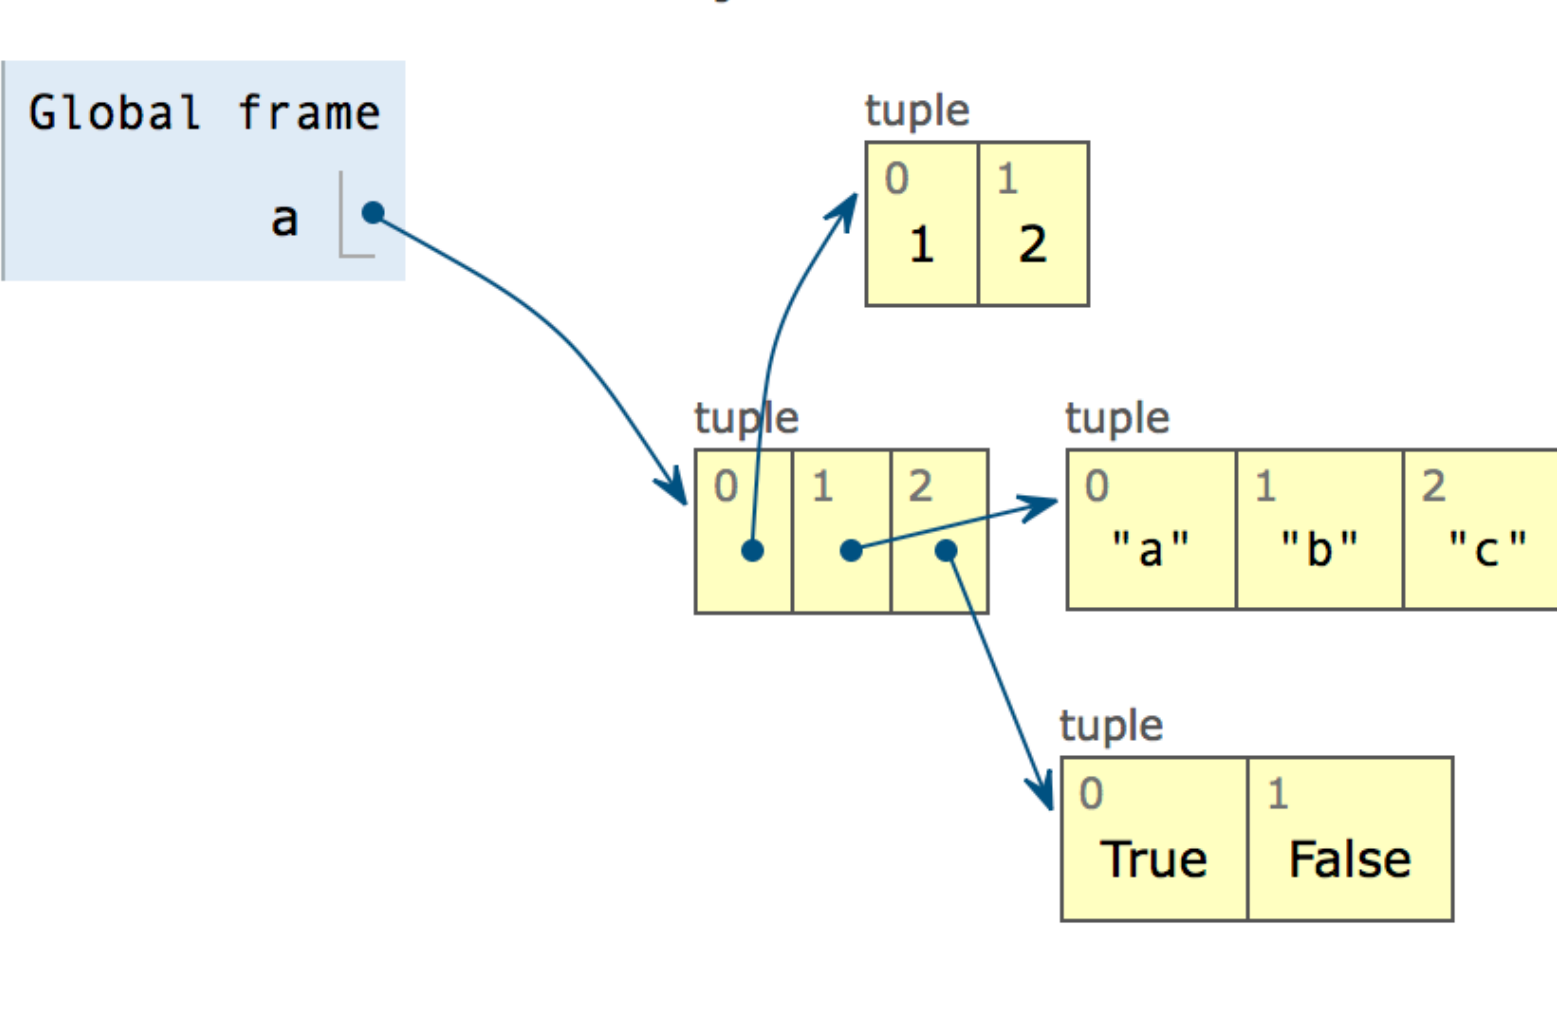 Global frame
a
tuple
0 1
1 2
tuple
0 1 2
tuple
0 1 2
"a" "b" "c"
tuple
0 1
True False